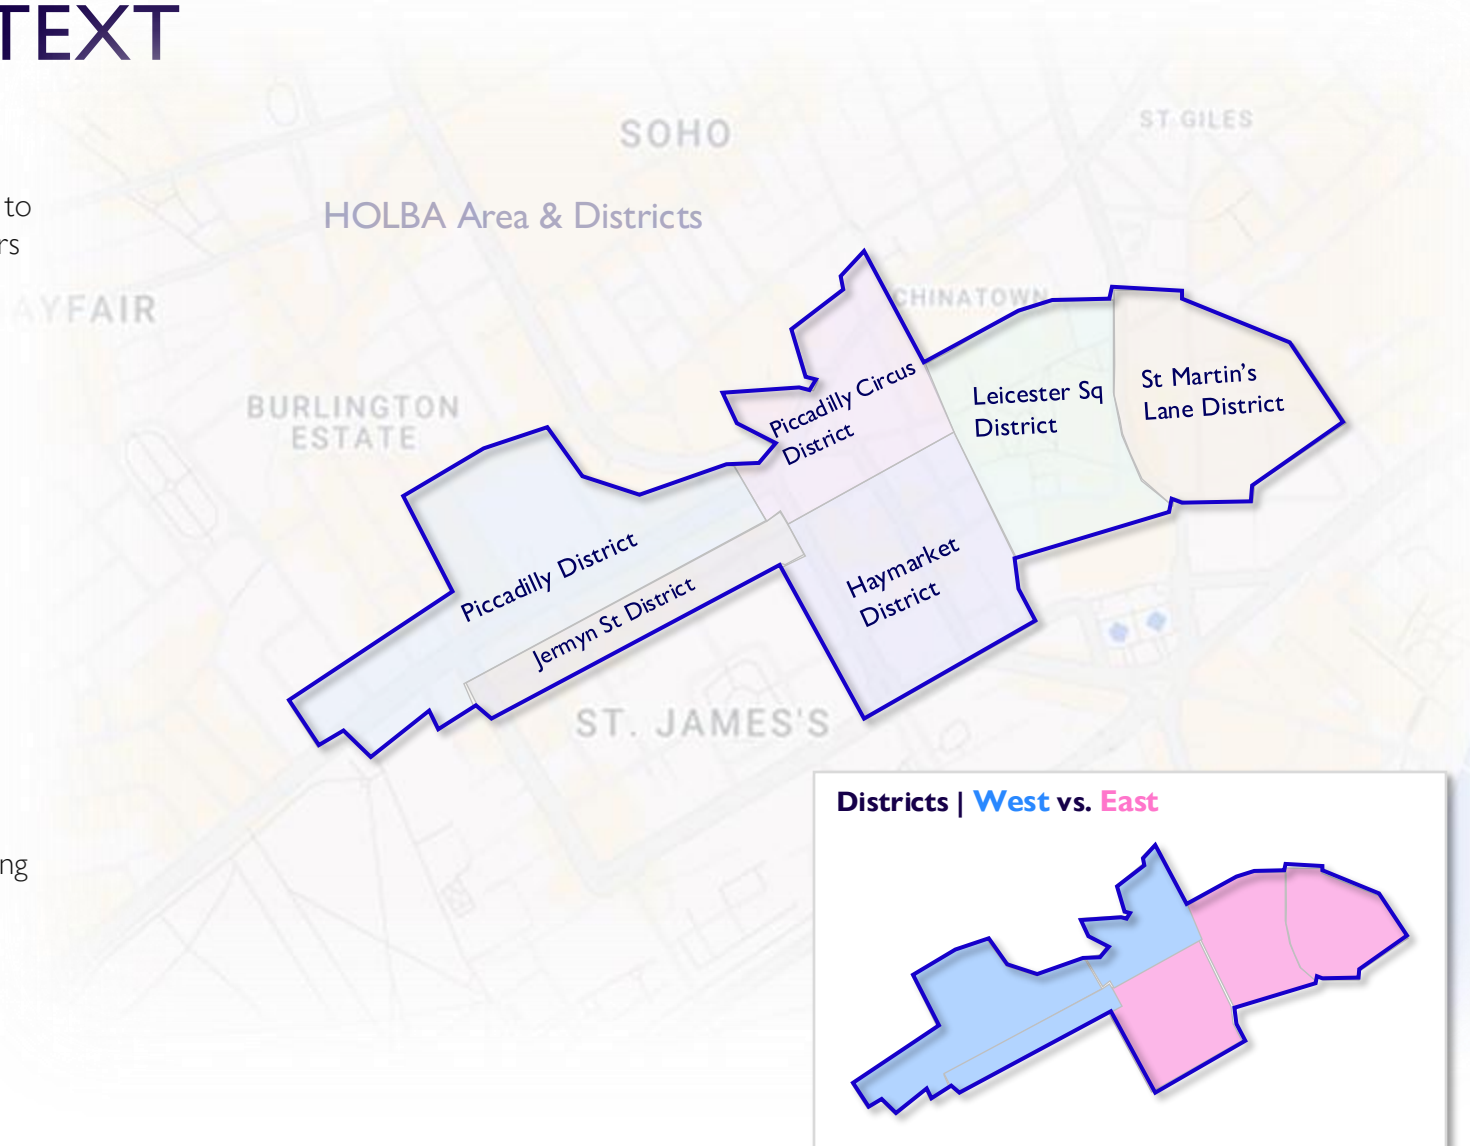 TEXT
to
rs
HOLBA Area & Districts
SOHO
ST GILES
AYFAIR
CHINATOWN
BURLINGTON
ESTATE
Piccadilly Circus
District
Leicester Sq
District
St Martin’s
Lane District
Piccadilly District
Jermyn St District
Haymarket
District
ST. JAMES'S
ng
Districts | West vs. East